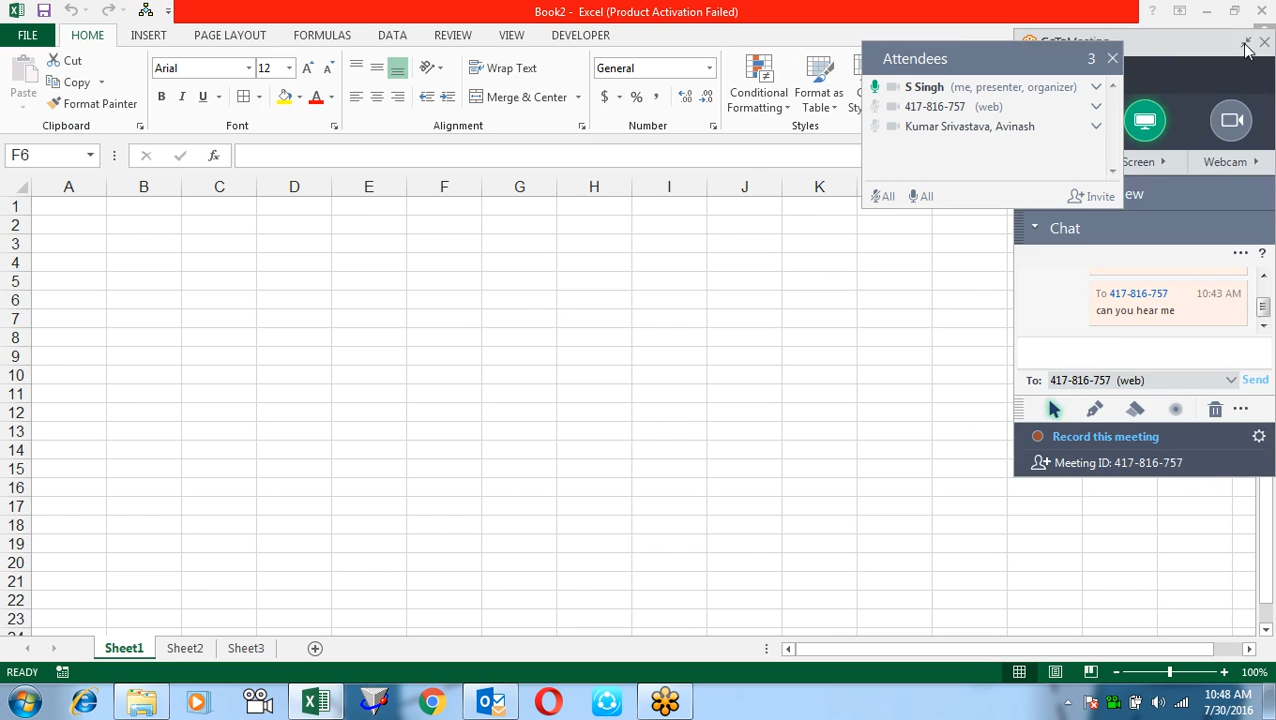 Book2 - Excel (Product Activation Failed)
FILE HOME INSERT PAGE LAYOUT FORMULAS DATA REVIEW VIEW DEVELOPER
GoToMeeting
Paste
Cut
Copy
Format Painter
Clipboard
Arial 12
B I U
Font
Wrap Text
Merge & Center
Alignment
General
$ % ,
Number
Conditional Formatting
Format as Table
Styles
Attendees 3
S Singh (me, presenter, organizer)
417-816-757 (web)
Kumar Srivastava, Avinash
All All Invite
Screen Webcam
ew
Chat
To 417-816-757 10:43 AM
can you hear me
To: 417-816-757 (web) Send
Record this meeting
Meeting ID: 417-816-757
F6
fx
A B C D E F G H I J K
1
2
3
4
5
6
7
8
9
10
11
12
13
14
15
16
17
18
19
20
21
22
23
24
Sheet1 Sheet2 Sheet3
READY
100%
10:48 AM
7/30/2016